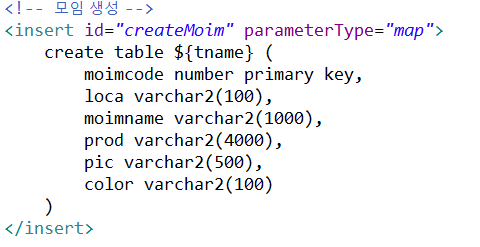 <!-- 모임 생성 -->
<insert id="createMoim" parameterType="map">
create table ${tname} (
moimcode number primary key,
loca varchar2(100),
moimname varchar2(1000),
prod varchar2(4000),
pic varchar2(500),
color varchar2(100)
)
</insert>